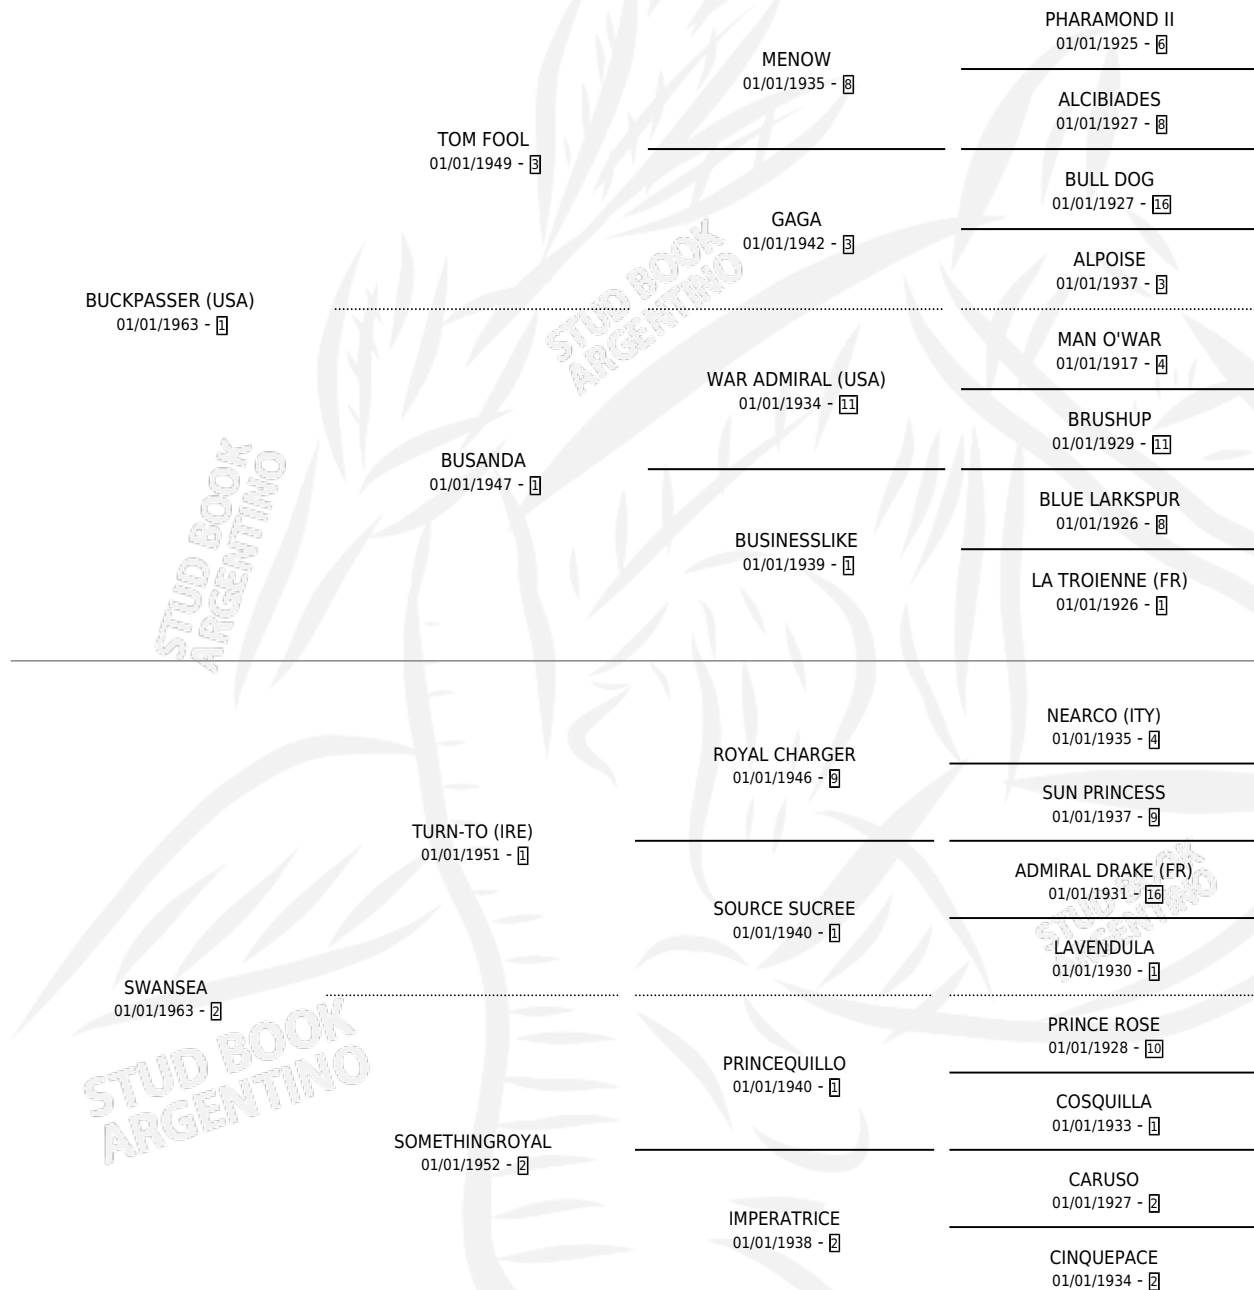 PHARAMOND II
01/01/1925 - 6
MENOW
01/01/1935 - 8
ALCIBIADES
01/01/1927 - 8
TOM FOOL
01/01/1949 - 3
BULL DOG
01/01/1927 - 16
GAGA
01/01/1942 - 3
ALPOISE
01/01/1937 - 3
BUCKPASSER (USA)
01/01/1963 - 1
MAN O'WAR
01/01/1917 - 4
WAR ADMIRAL (USA)
01/01/1934 - 11
BRUSHUP
01/01/1929 - 11
BUSANDA
01/01/1947 - 1
BLUE LARKSPUR
01/01/1926 - 8
BUSINESSLIKE
01/01/1939 - 1
LA TROIENNE (FR)
01/01/1926 - 1
NEARCO (ITY)
01/01/1935 - 4
ROYAL CHARGER
01/01/1946 - 9
SUN PRINCESS
01/01/1937 - 9
TURN-TO (IRE)
01/01/1951 - 1
ADMIRAL DRAKE (FR)
01/01/1931 - 16
SOURCE SUCREE
01/01/1940 - 1
LAVENDULA
01/01/1930 - 1
SWANSEA
01/01/1963 - 2
PRINCE ROSE
01/01/1928 - 10
PRINCEQUILLO
01/01/1940 - 1
COSQUILLA
01/01/1933 - 1
SOMETHINGROYAL
01/01/1952 - 2
CARUSO
01/01/1927 - 2
IMPERATRICE
01/01/1938 - 2
CINQUEPACE
01/01/1934 - 2
STUD BOOK
ARGENTINO
STUD BOOK
ARGENTINO
STUD BOOK
ARGENTINO
STUD BOOK
ARGENTINO